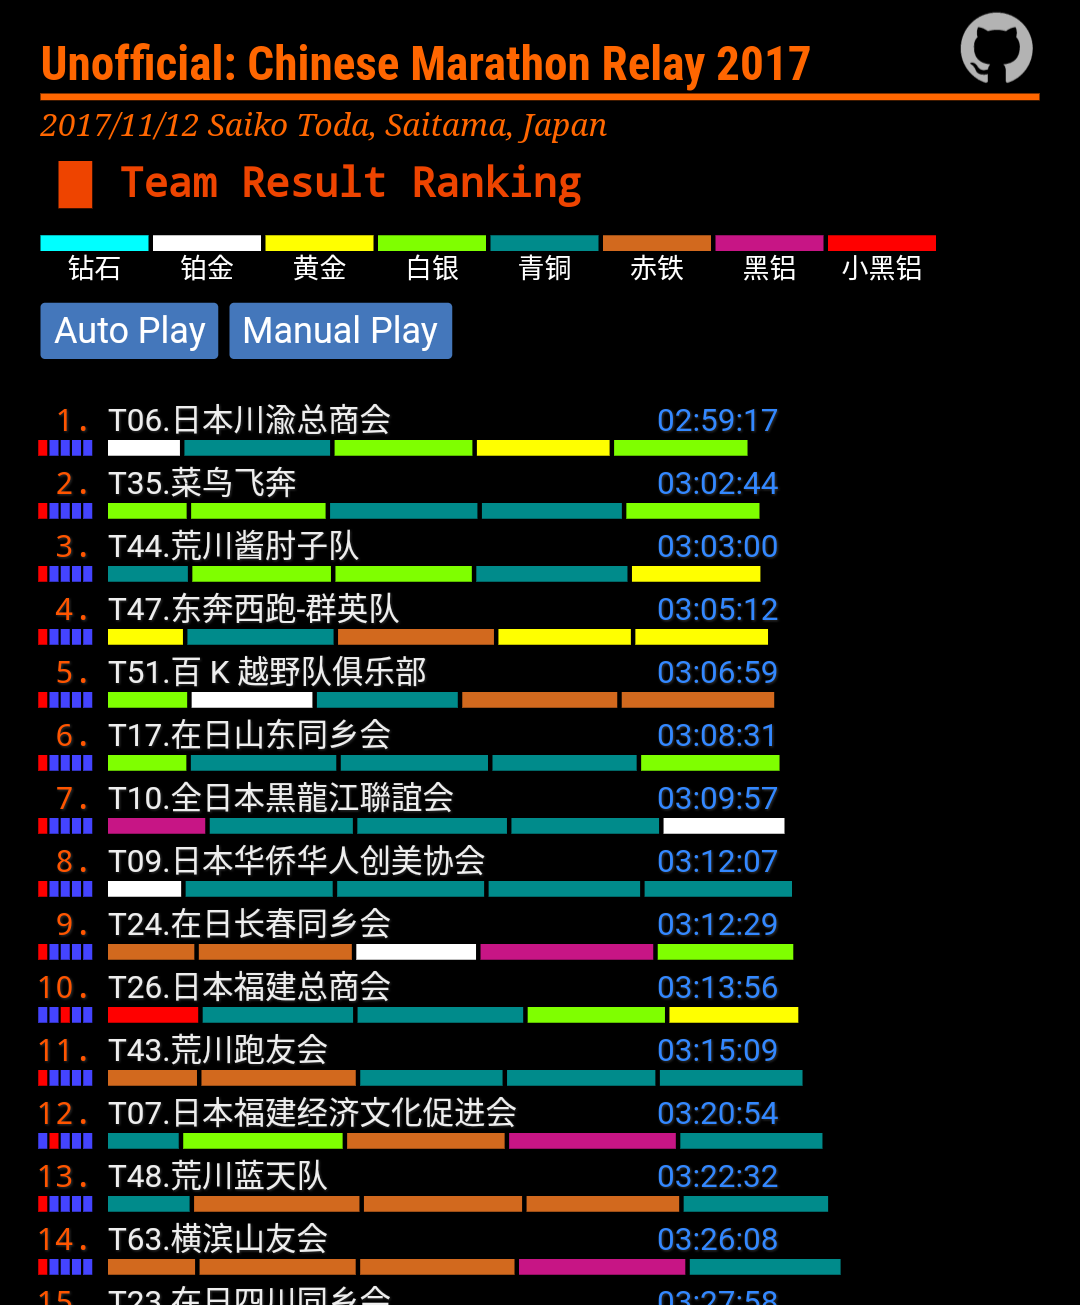 Unofficial: Chinese Marathon Relay 2017
2017/11/12 Saiko Toda, Saitama, Japan
Team Result Ranking
钻石 铂金 黄金 白银 青铜 赤铁 黑铝 小黑铝
Auto Play Manual Play
1. T06.日本川渝总商会 02:59:17
2. T35.菜鸟飞奔 03:02:44
3. T44.荒川酱肘子队 03:03:00
4. T47.东奔西跑-群英队 03:05:12
5. T51.百 K 越野队俱乐部 03:06:59
6. T17.在日山东同乡会 03:08:31
7. T10.全日本黒龍江聯誼会 03:09:57
8. T09.日本华侨华人创美协会 03:12:07
9. T24.在日长春同乡会 03:12:29
10. T26.日本福建总商会 03:13:56
11. T43.荒川跑友会 03:15:09
12. T07.日本福建经济文化促进会 03:20:54
13. T48.荒川蓝天队 03:22:32
14. T63.横滨山友会 03:26:08
15. T23.在日四川同乡会 03:27:58